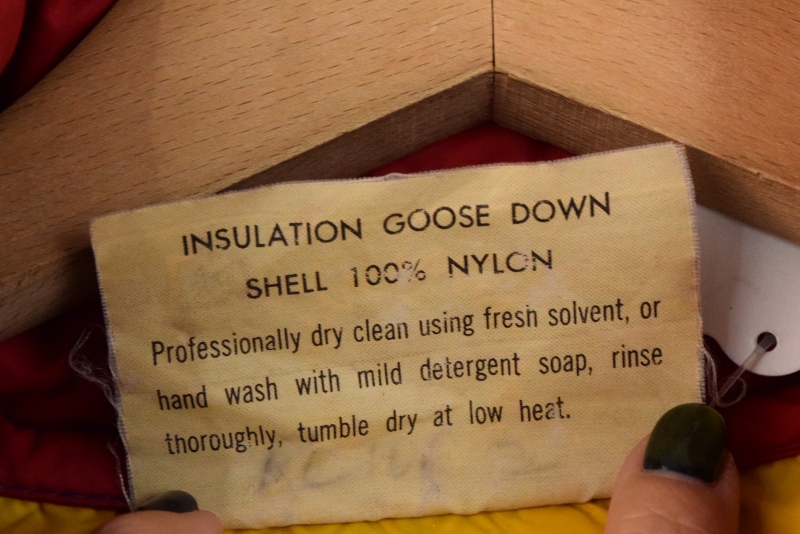 INSULATION GOOSE DOWN
SHELL 100% NYLON
Professionally dry clean using fresh solvent, or
hand wash with mild detergent soap, rinse
thoroughly, tumble dry at low heat.